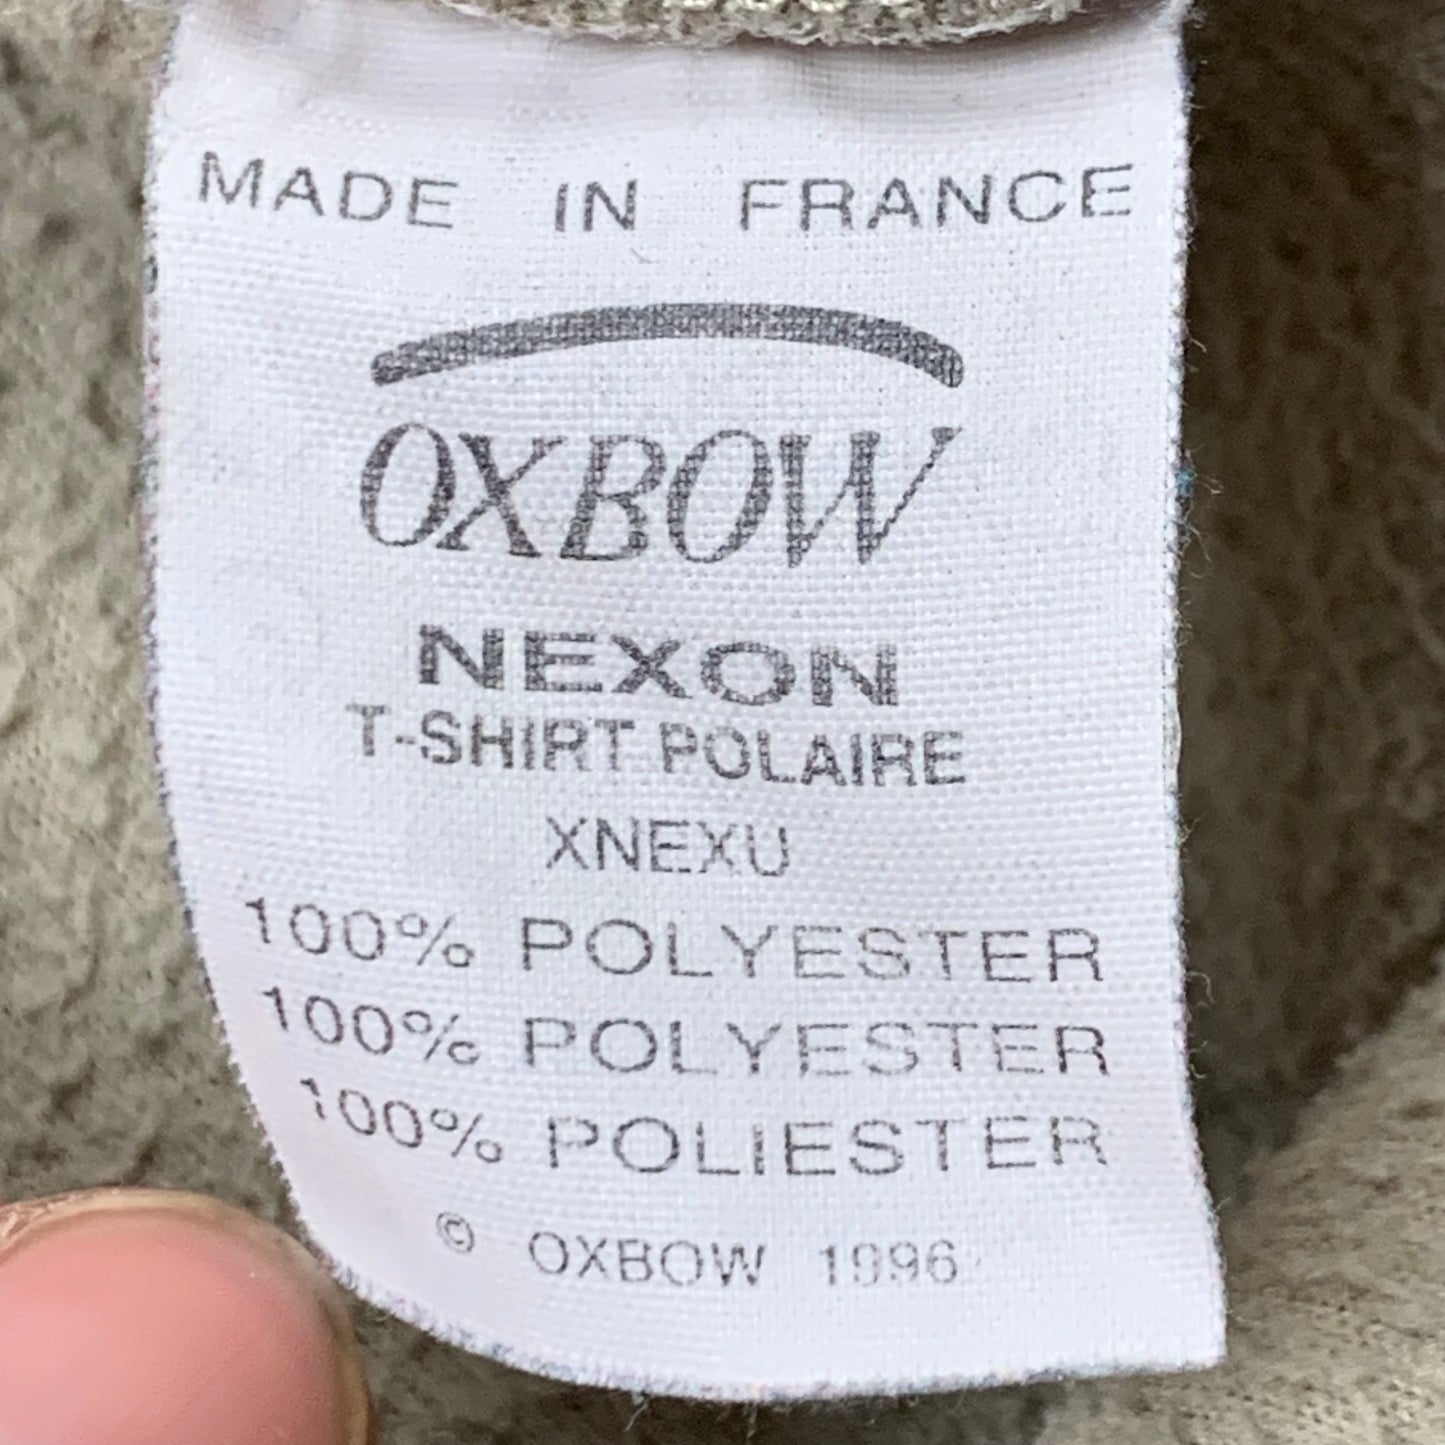 MADE IN FRANCE
OXBOW
NEXON
T-SHIRT POLAIRE
XNEXU
100% POLYESTER
100% POLYESTER
100% POLIESTER
© OXBOW 1996